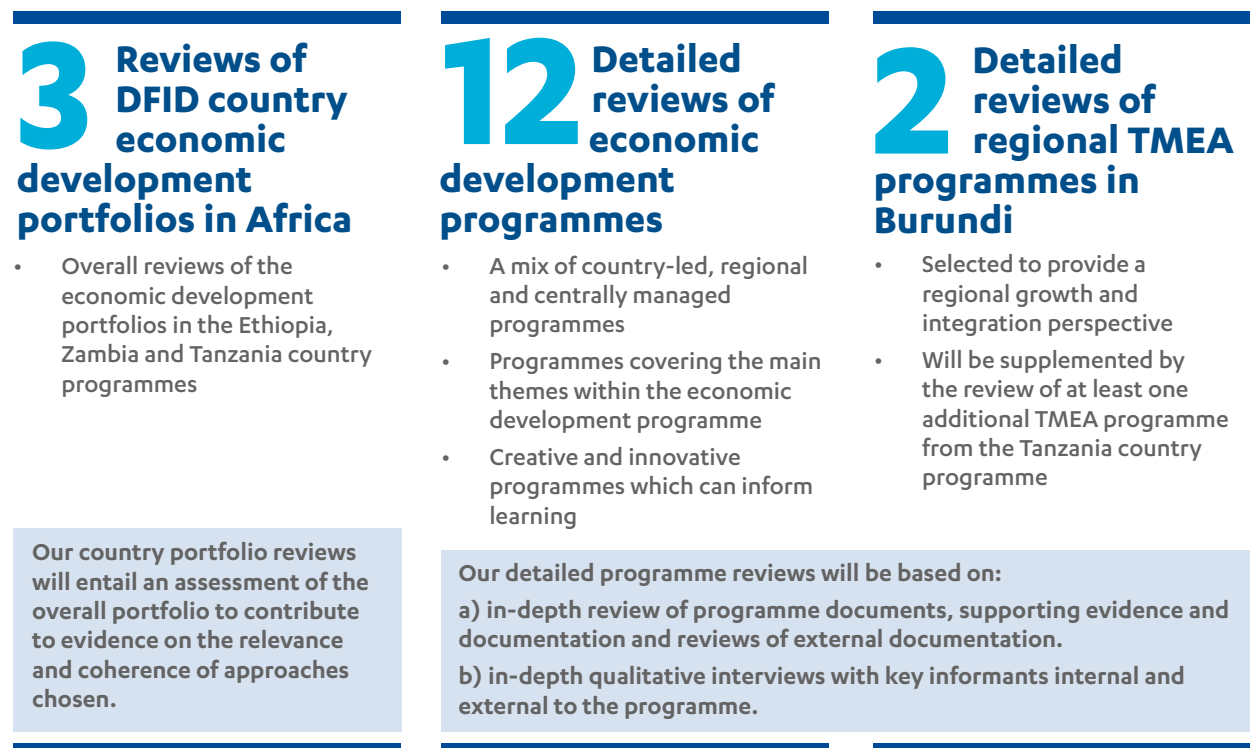 3 Reviews of
DFID country
economic
development
portfolios in Africa
• Overall reviews of the
economic development
portfolios in the Ethiopia,
Zambia and Tanzania country
programmes
Our country portfolio reviews
will entail an assessment of the
overall portfolio to contribute
to evidence on the relevance
and coherence of approaches
chosen.
12 Detailed
reviews of
economic
development
programmes
• A mix of country-led, regional
and centrally managed
programmes
• Programmes covering the main
themes within the economic
development programme
• Creative and innovative
programmes which can inform
learning
2 Detailed
reviews of
regional TMEA
programmes in
Burundi
• Selected to provide a
regional growth and
integration perspective
• Will be supplemented by
the review of at least one
additional TMEA programme
from the Tanzania country
programme
Our detailed programme reviews will be based on:
a) in-depth review of programme documents, supporting evidence and
documentation and reviews of external documentation.
b) in-depth qualitative interviews with key informants internal and
external to the programme.